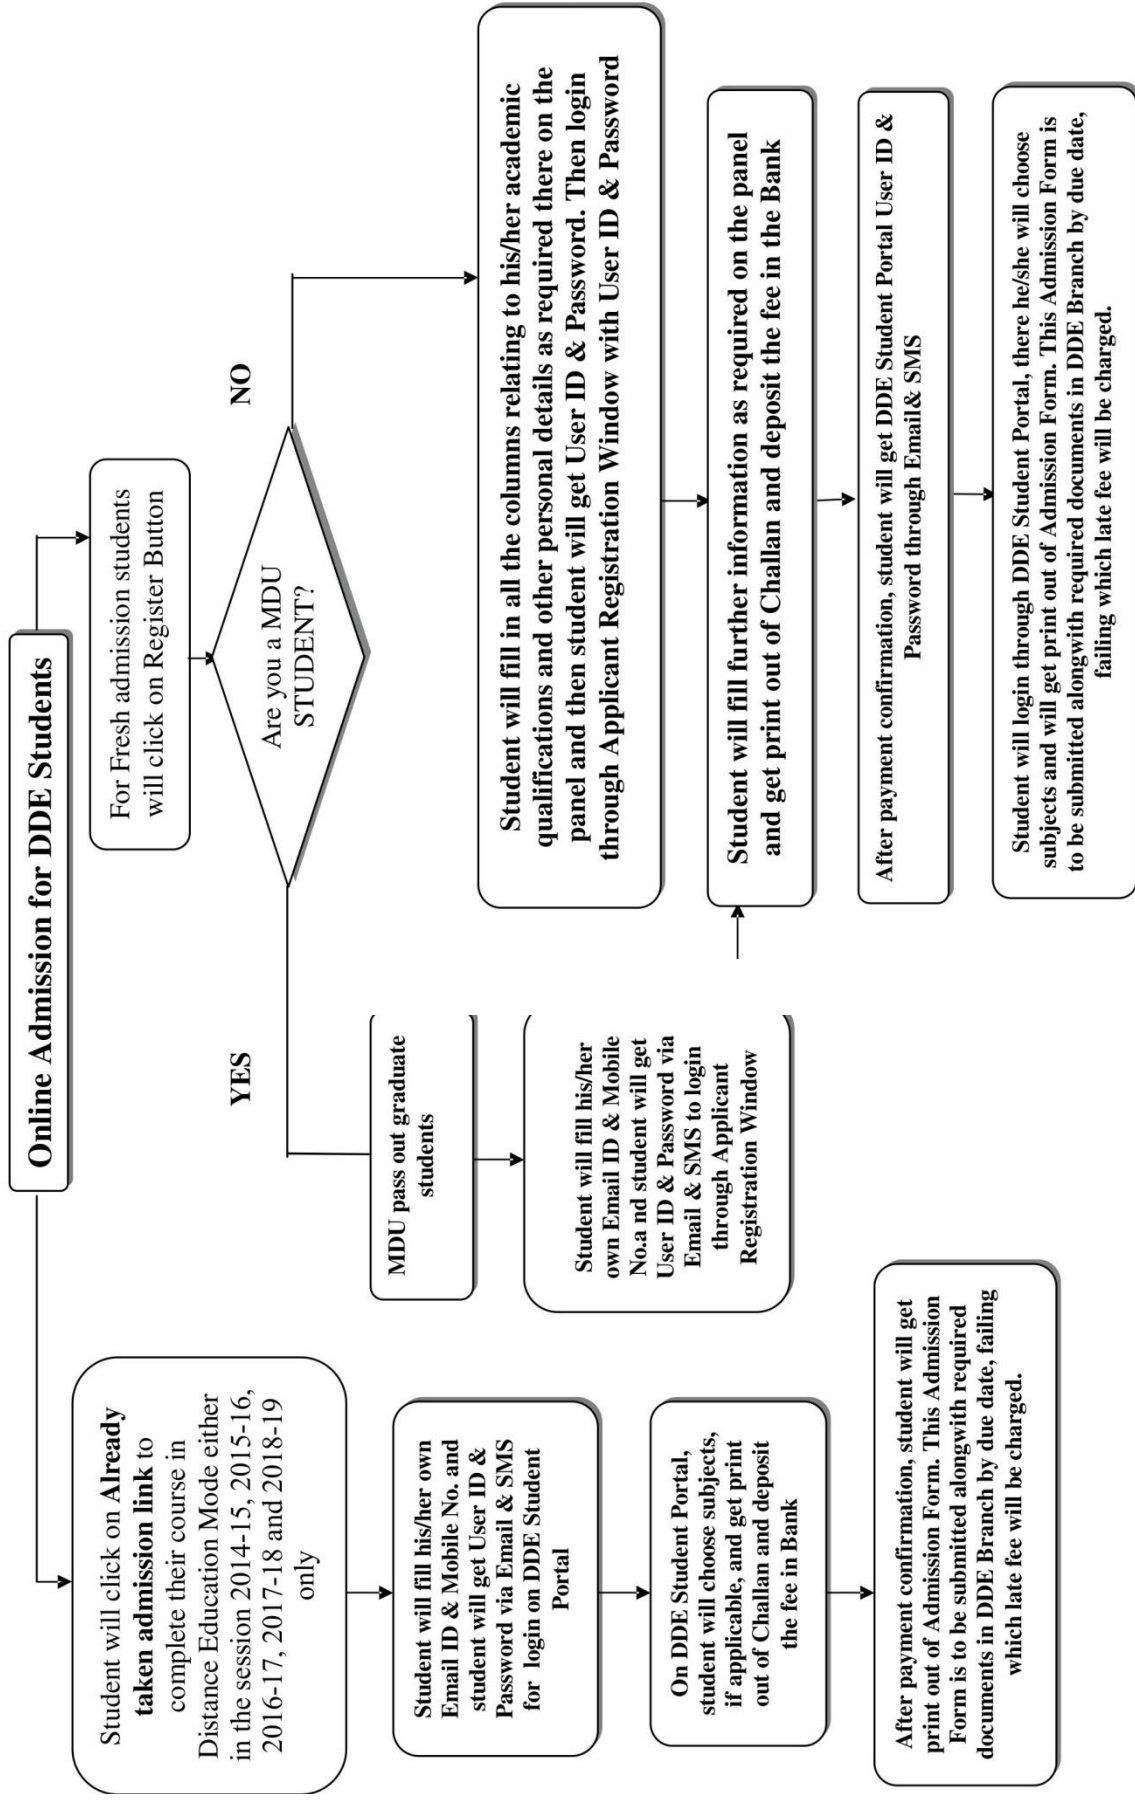 Online Admission for DDE Students
Student will click on Already
taken admission link to
complete their course in
Distance Education Mode either
in the session 2014-15, 2015-16,
2016-17, 2017-18 and 2018-19
only
Student will fill his/her own
Email ID & Mobile No. and
student will get User ID &
Password via Email & SMS
for login on DDE Student
Portal
On DDE Student Portal,
student will choose subjects,
if applicable, and get print
out of Challan and deposit
the fee in Bank
After payment confirmation, student will get
print out of Admission Form. This Admission
Form is to be submitted alongwith required
documents in DDE Branch by due date, failing
which late fee will be charged.
For Fresh admission students
will click on Register Button
Are you a MDU
STUDENT?
YES
MDU pass out graduate
students
Student will fill his/her
own Email ID & Mobile
No.a nd student will get
User ID & Password via
Email & SMS to login
through Applicant
Registration Window
NO
Student will fill in all the columns relating to his/her academic
qualifications and other personal details as required there on the
panel and then student will get User ID & Password. Then login
through Applicant Registration Window with User ID & Password
Student will fill further information as required on the panel
and get print out of Challan and deposit the fee in the Bank
After payment confirmation, student will get DDE Student Portal User ID &
Password through Email& SMS
Student will login through DDE Student Portal, there he/she will choose
subjects and will get print out of Admission Form. This Admission Form is
to be submitted alongwith required documents in DDE Branch by due date,
failing which late fee will be charged.